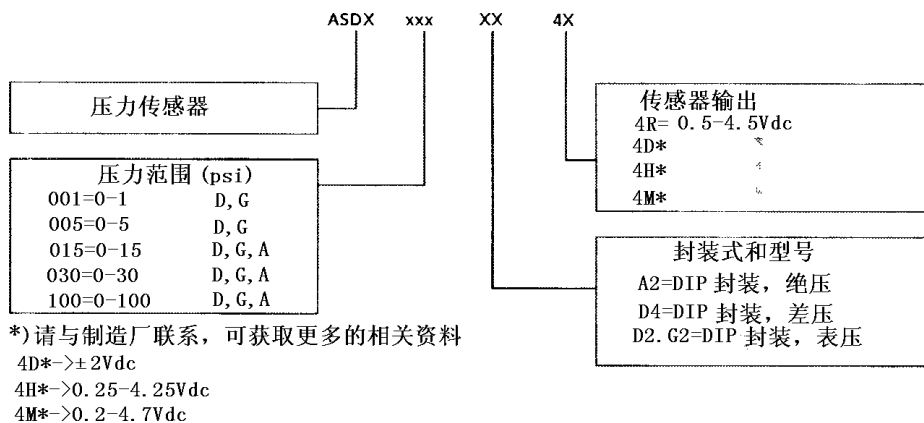 ASDX xxx XX 4X
压力传感器
压力范围 (psi)
001=0-1 D, G
005=0-5 D, G
015=0-15 D, G, A
030=0-30 D, G, A
100=0-100 D, G, A
*)请与制造厂联系，可获取更多的相关资料
4D*->±2Vdc
4H*->0.25-4.25Vdc
4M*->0.2-4.7Vdc
传感器输出
4R= 0.5-4.5Vdc
4D*
4H*
4M*
封装式和型号
A2=DIP 封装，绝压
D4=DIP 封装，差压
D2.G2=DIP 封装，表压